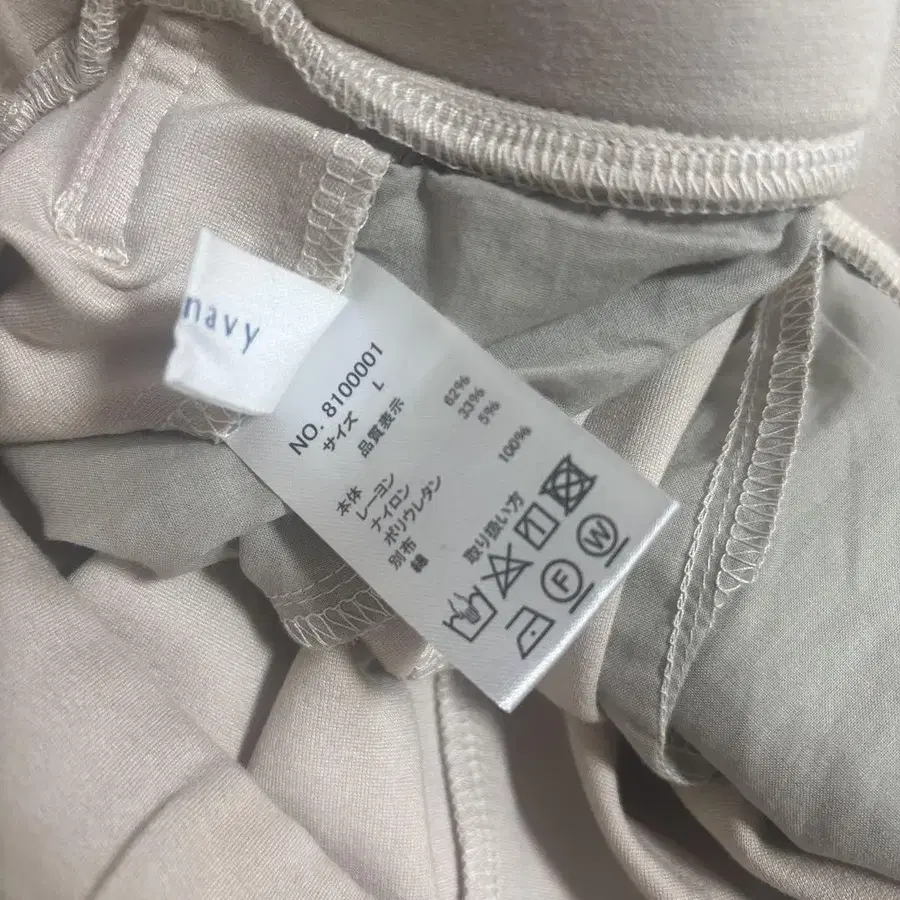 navy
NO. 8100001
サイズ L
品質表示
本体
レーヨン 62%
ナイロン 33%
ポリウレタン 5%
別布
綿 100%
取り扱い方
F W